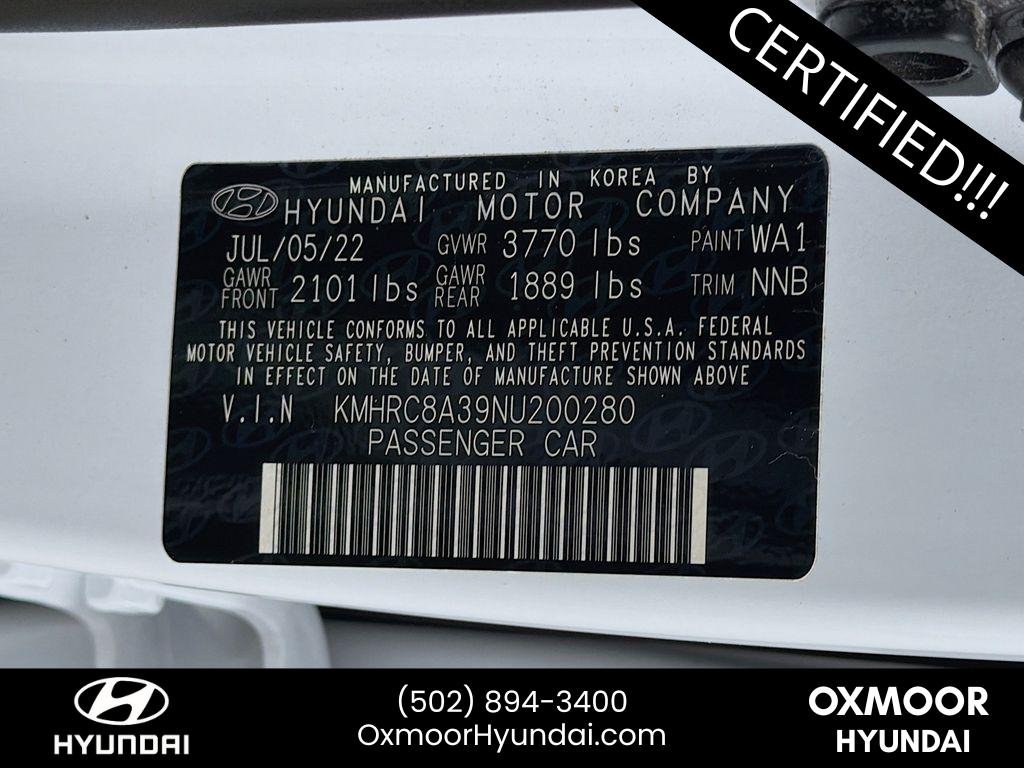 CERTIFIED!!!
MANUFACTURED IN KOREA BY
HYUNDAI MOTOR COMPANY
JUL/05/22 GVWR 3770 lbs PAINT WA1
GAWR FRONT 2101 lbs GAWR REAR 1889 lbs TRIM NNB
THIS VEHICLE CONFORMS TO ALL APPLICABLE U.S.A. FEDERAL
MOTOR VEHICLE SAFETY, BUMPER, AND THEFT PREVENTION STANDARDS
IN EFFECT ON THE DATE OF MANUFACTURE SHOWN ABOVE
V.I.N KMHRC8A39NU200280
PASSENGER CAR
HYUNDAI
(502) 894-3400
OxmoorHyundai.com
OXMOOR
HYUNDAI